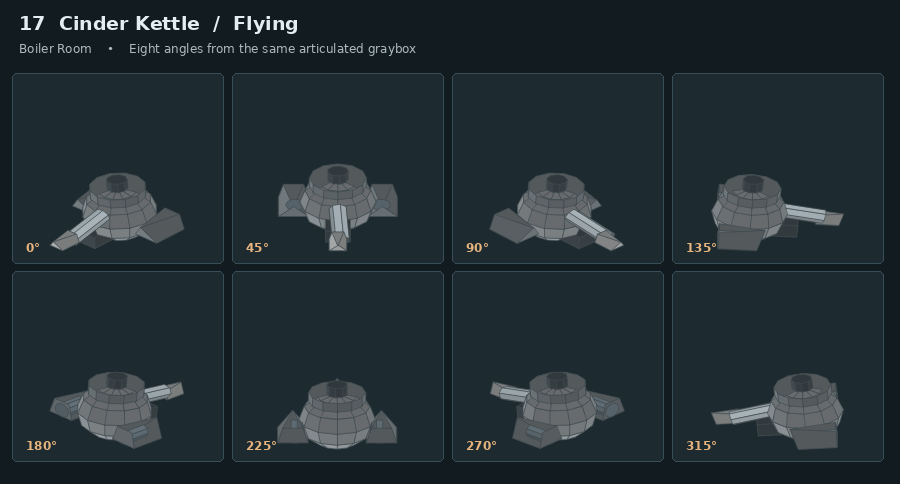 17 Cinder Kettle / Flying
Boiler Room • Eight angles from the same articulated graybox
0° 45° 90° 135°
180° 225° 270° 315°